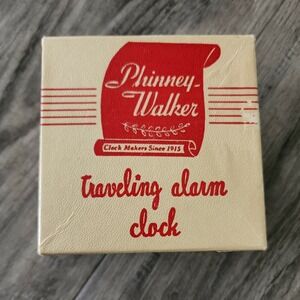 Phinney-
Walker
Clock Makers Since 1915
traveling alarm
clock